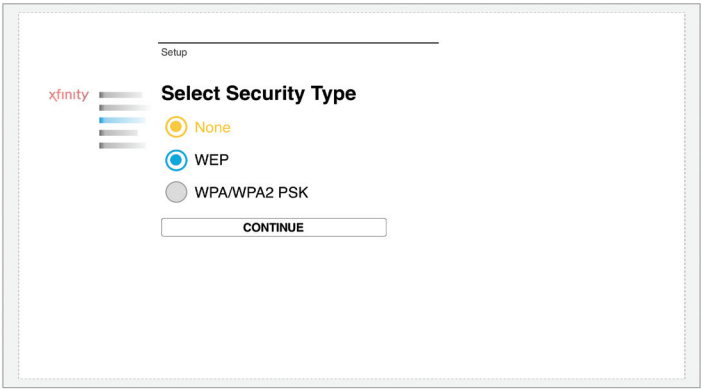 Setup
xfinity
Select Security Type
None
WEP
WPA/WPA2 PSK
CONTINUE